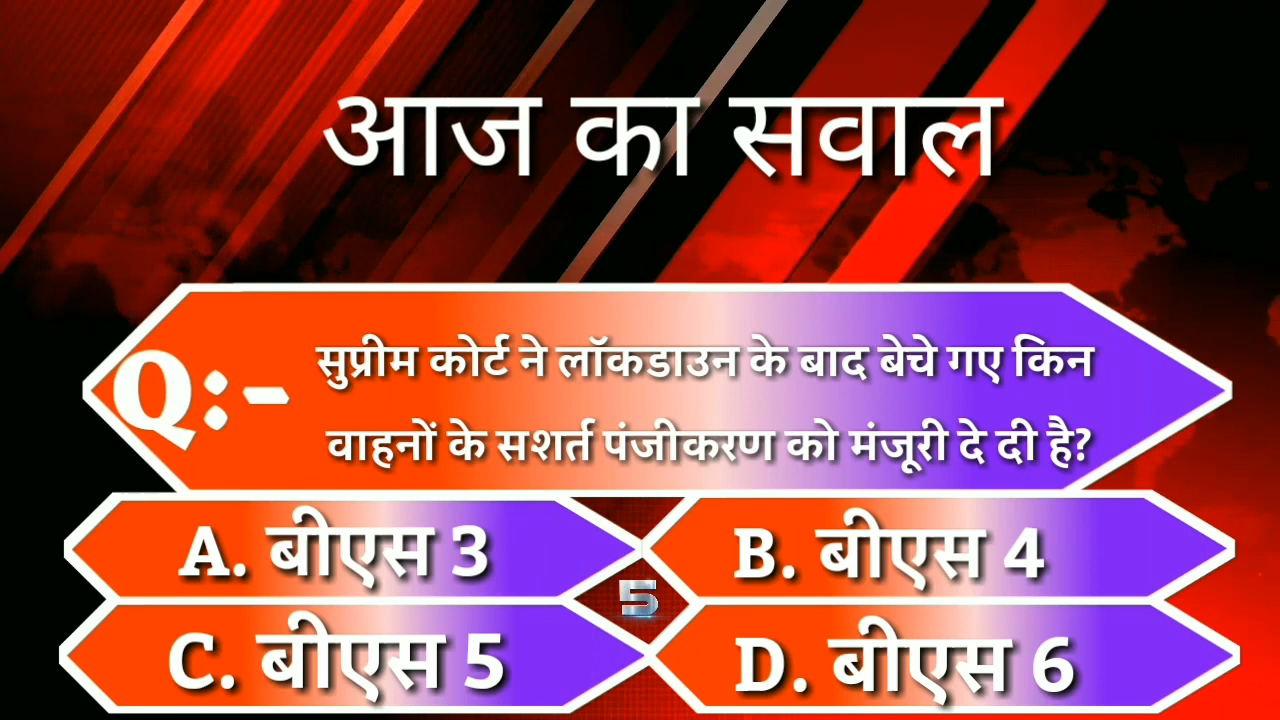 आज का सवाल
Q:-
सुप्रीम कोर्ट ने लॉकडाउन के बाद बेचे गए किन
वाहनों के सशर्त पंजीकरण को मंजूरी दे दी है?
A. बीएस 3
B. बीएस 4
5
C. बीएस 5
D. बीएस 6